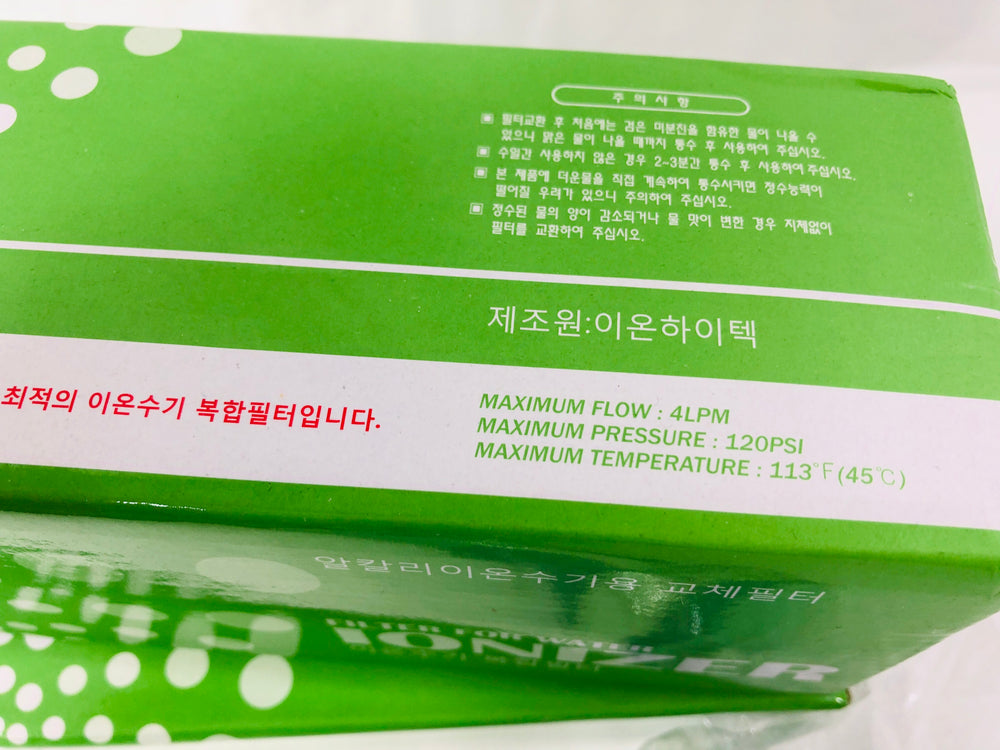 주의사항
▣ 필터교환 후 처음에는 검은 미분진을 함유한 물이 나올 수
있으니 맑은 물이 나올 때까지 통수 후 사용하여 주십시오.
▣ 수일간 사용하지 않은 경우 2~3분간 통수 후 사용하여 주십시오.
▣ 본 제품에 더운물을 직접 계속하여 통수시키면 정수능력이
떨어질 우려가 있으니 주의하여 주십시오.
▣ 정수된 물의 양이 감소되거나 물 맛이 변한 경우 지체없이
필터를 교환하여 주십시오.
제조원:이온하이텍
최적의 이온수기 복합필터입니다.
MAXIMUM FLOW : 4LPM
MAXIMUM PRESSURE : 120PSI
MAXIMUM TEMPERATURE : 113°F(45℃)
알칼리이온수기용 교체필터
FILTER FOR WATER
IONIZER